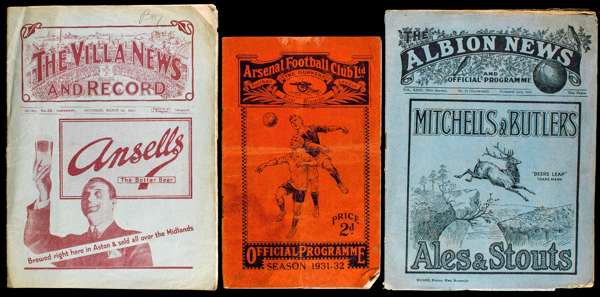 THE VILLA NEWS
AND RECORD
Ansells
The Better Beer
Brewed right here in Aston & sold all over the Midlands
Arsenal Football Club Ltd
PRICE
2d
OFFICIAL PROGRAMME
SEASON 1931-32
THE
ALBION NEWS
AND
OFFICIAL PROGRAMME
MITCHELLS & BUTLERS
"DEERS LEAP"
TRADE MARK
Ales & Stouts